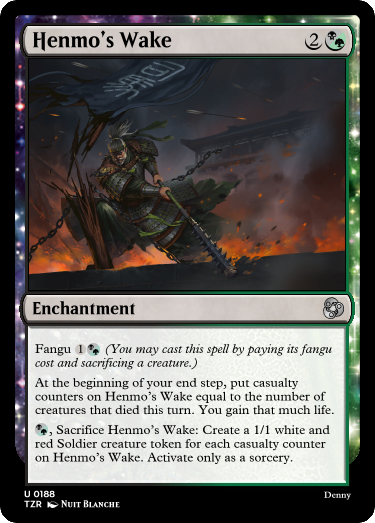 Henmo's Wake 2
Enchantment
Fangu 1 (You may cast this spell by paying its fangu
cost and sacrificing a creature.)
At the beginning of your end step, put casualty
counters on Henmo's Wake equal to the number of
creatures that died this turn. You gain that much life.
, Sacrifice Henmo's Wake: Create a 1/1 white and
red Soldier creature token for each casualty counter
on Henmo's Wake. Activate only as a sorcery.
U 0188
Denny
TZR Nuit Blanche